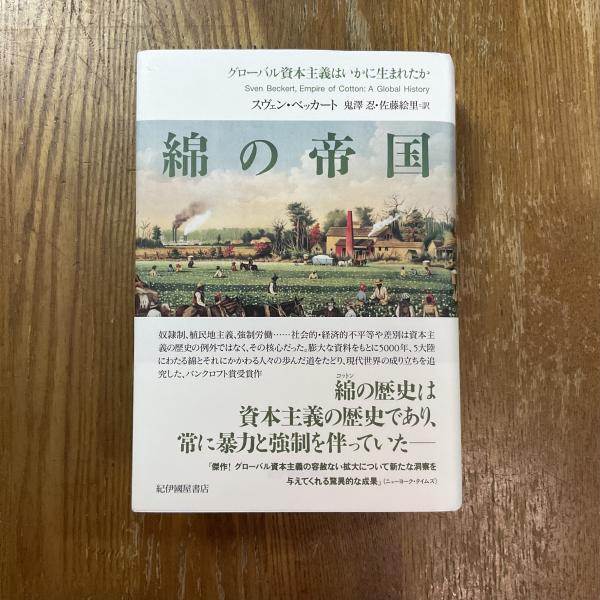 グローバル資本主義はいかに生まれたか
Sven Beckert, Empire of Cotton: A Global History
スヴェン・ベッカート 鬼澤 忍・佐藤絵里=訳
綿の帝国
奴隷制、植民地主義、強制労働……社会的・経済的不平等や差別は資本主
義の歴史の例外ではなく、その核心だった。膨大な資料をもとに5000年、5大陸
にわたる綿とそれにかかわる人々の歩んだ道をたどり、現代世界の成り立ちを追
究した、バンクロフト賞受賞作
コットン
綿の歴史は
資本主義の歴史であり、
常に暴力と強制を伴っていた——
「傑作！ グローバル資本主義の容赦ない拡大について新たな洞察を
与えてくれる驚異的な成果」（ニューヨーク・タイムズ）
紀伊國屋書店